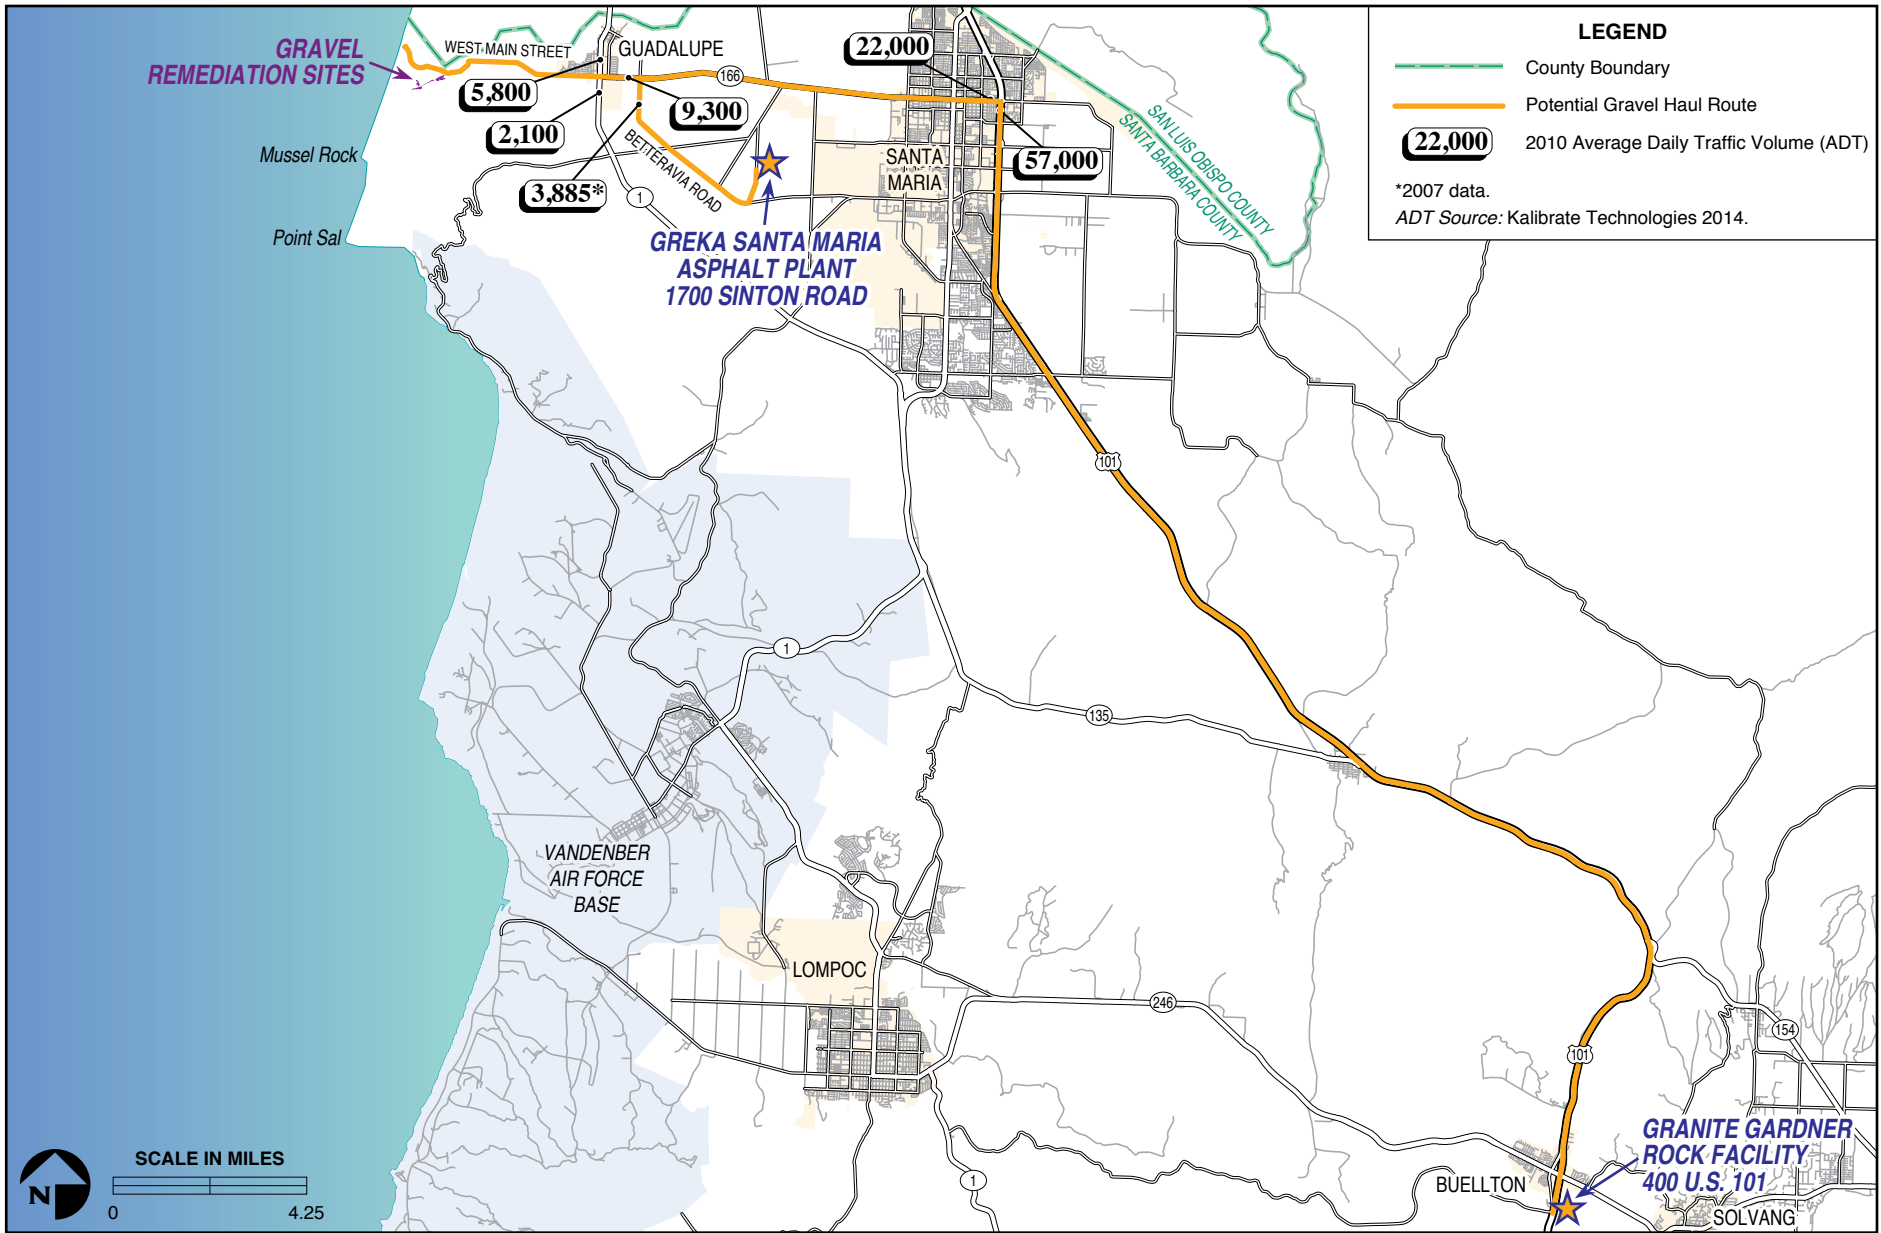 GRAVEL
REMEDIATION SITES
WEST MAIN STREET
GUADALUPE
166
5,800
2,100
9,300
3,885*
22,000
57,000
BETTERAVIA ROAD
1
SANTA
MARIA
SAN LUIS OBISPO COUNTY
SANTA BARBARA COUNTY
Mussel Rock
Point Sal
GREKA SANTA MARIA
ASPHALT PLANT
1700 SINTON ROAD
LEGEND
County Boundary
Potential Gravel Haul Route
22,000
2010 Average Daily Traffic Volume (ADT)
*2007 data.
ADT Source: Kalibrate Technologies 2014.
101
1
135
VANDENBER
AIR FORCE
BASE
LOMPOC
246
154
101
GRANITE GARDNER
ROCK FACILITY
400 U.S. 101
BUELLTON
SOLVANG
1
N
SCALE IN MILES
0
4.25